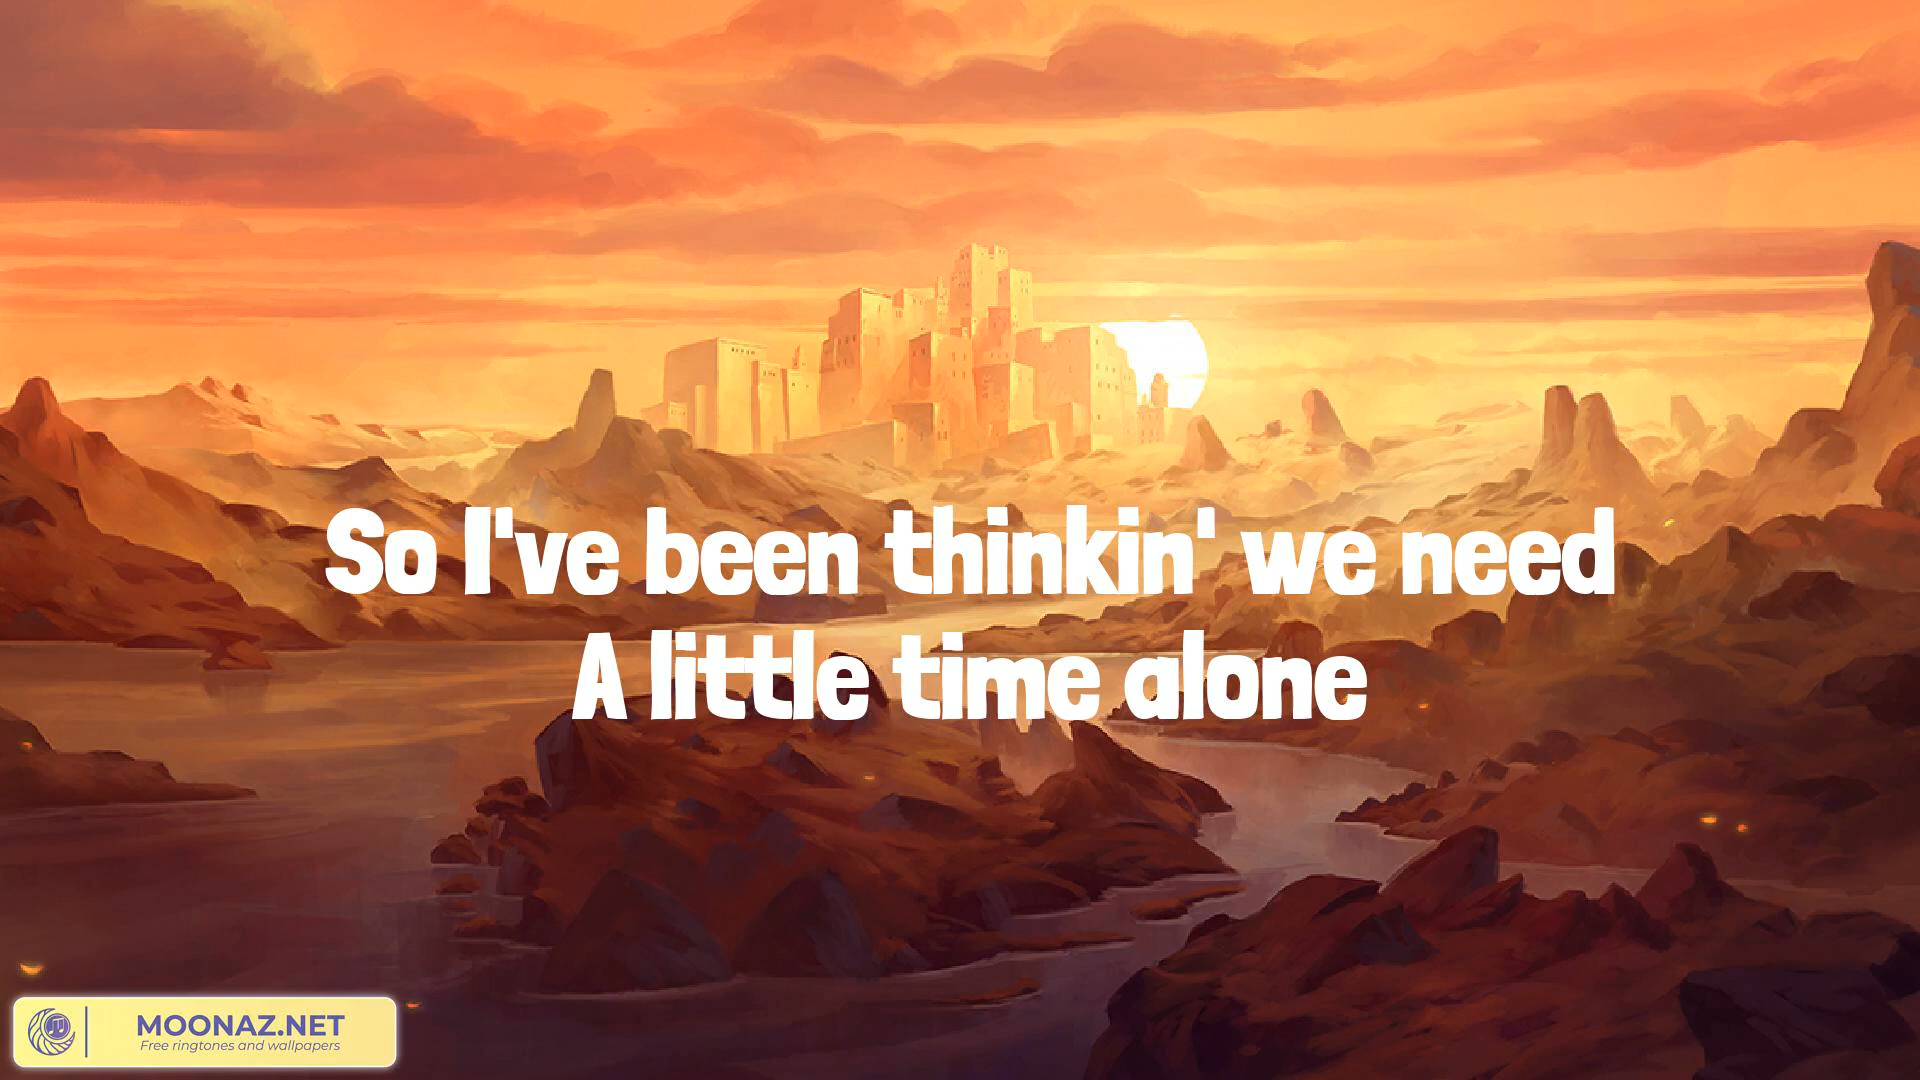 So I've been thinkin' we need
A little time alone
MOONAZ.NET
Free ringtones and wallpapers